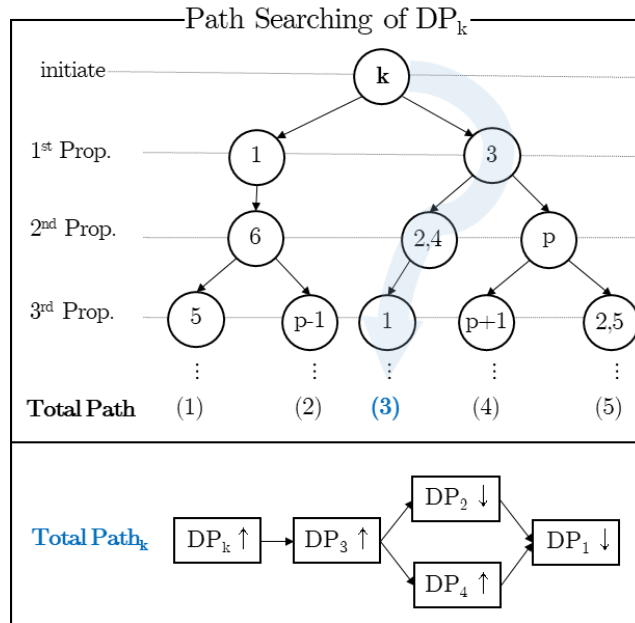 Path Searching of DPₖ
initiate
k
1ˢᵗ Prop.
1
3
2ⁿᵈ Prop.
6
2,4
p
3ʳᵈ Prop.
5
p-1
1
p+1
2,5
⋮ ⋮ ⋮ ⋮ ⋮
Total Path (1) (2) (3) (4) (5)
Total Pathₖ
DPₖ ↑
DP₃ ↑
DP₂ ↓
DP₄ ↑
DP₁ ↓